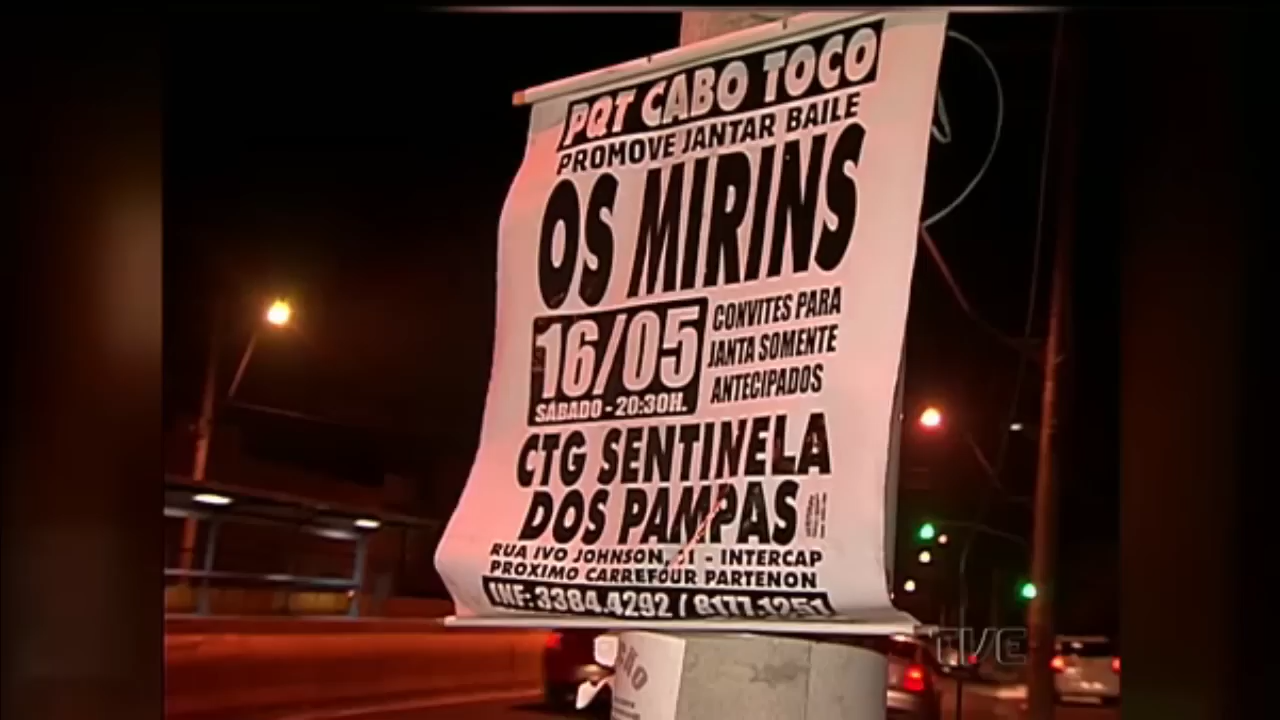 PQT CABO TOCO
PROMOVE JANTAR BAILE
OS MIRINS
16/05
SÁBADO - 20:30H.
CONVITES PARA
JANTA SOMENTE
ANTECIPADOS
CTG SENTINELA
DOS PAMPAS
RUA IVO JOHNSON, - INTERCAP
PROXIMO CARREFOUR PARTENON
INF: 3384.4292 / 8177.1251
TVE